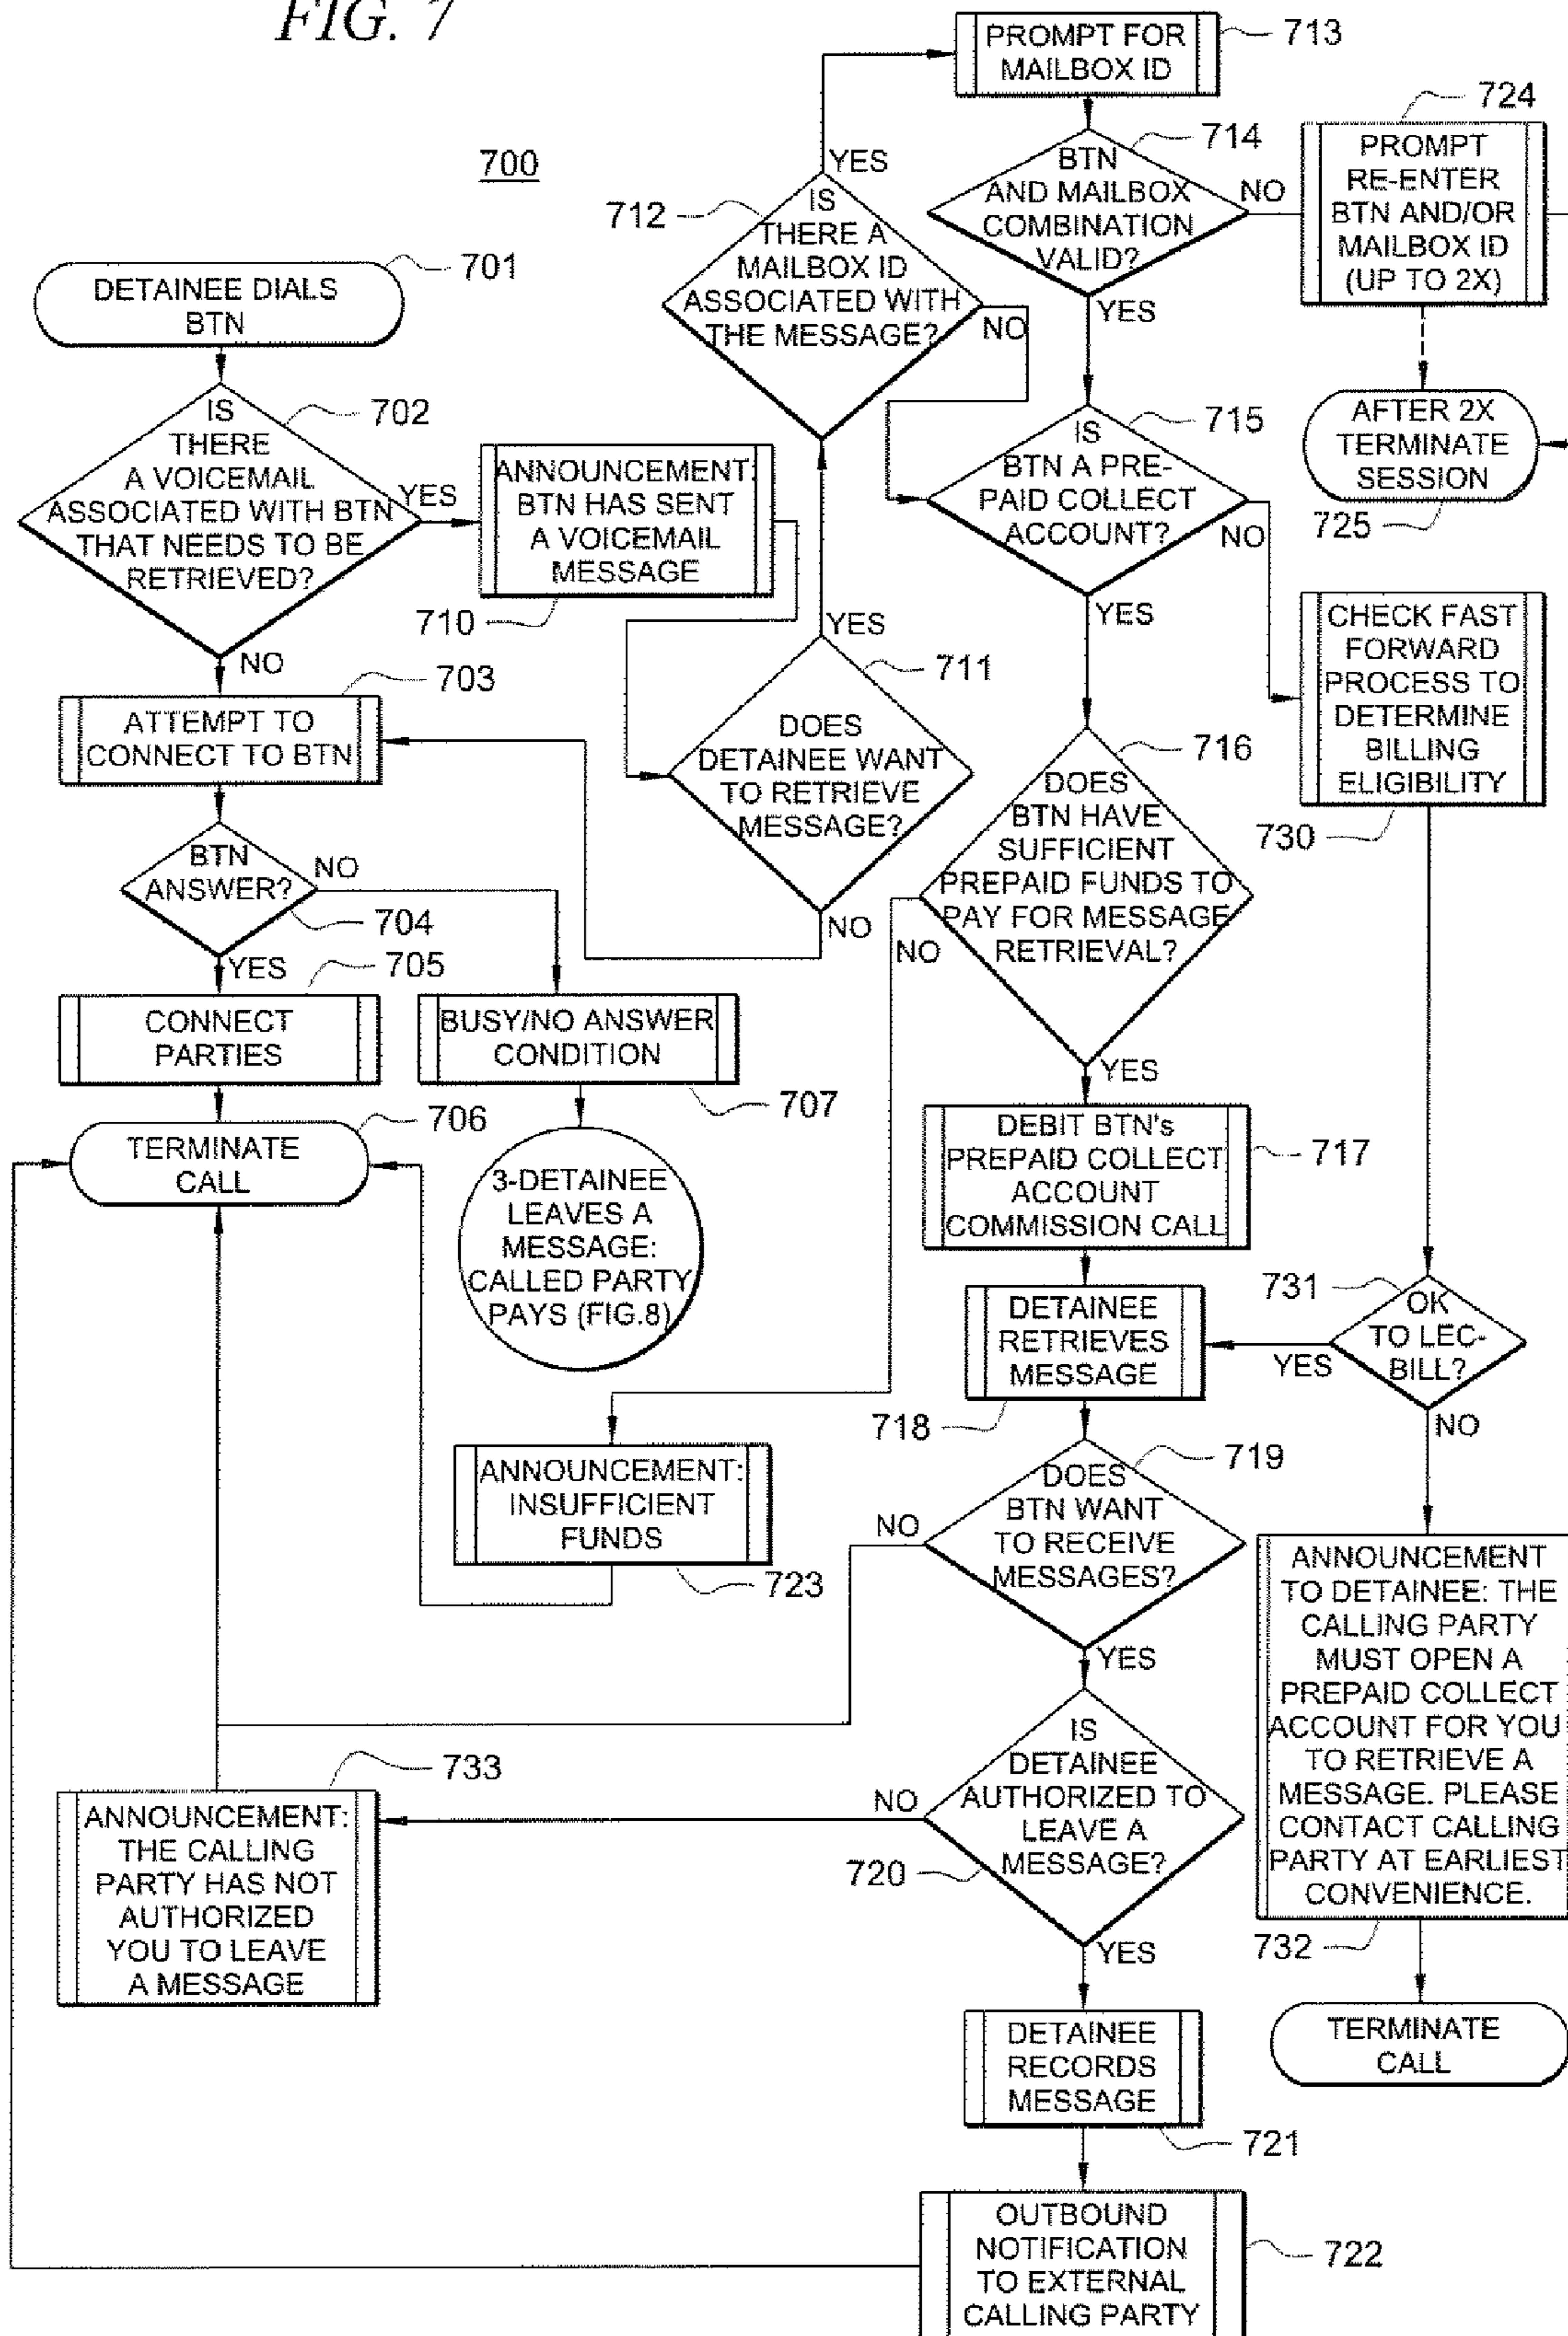 FIG. 7
700
701
DETAINEE DIALS
BTN
702
IS
THERE
A VOICEMAIL
ASSOCIATED WITH BTN
THAT NEEDS TO BE
RETRIEVED?
YES
NO
ANNOUNCEMENT:
BTN HAS SENT
A VOICEMAIL
MESSAGE
710
703
ATTEMPT TO
CONNECT TO BTN
BTN
ANSWER?
NO
704
YES
705
CONNECT
PARTIES
706
TERMINATE
CALL
BUSY/NO ANSWER
CONDITION
707
3-DETAINEE
LEAVES A
MESSAGE:
CALLED PARTY
PAYS (FIG.8)
YES
711
DOES
DETAINEE WANT
TO RETRIEVE
MESSAGE?
NO
YES
712
IS
THERE A
MAILBOX ID
ASSOCIATED WITH
THE MESSAGE?
NO
PROMPT FOR
MAILBOX ID
713
714
BTN
AND MAILBOX
COMBINATION
VALID?
NO
YES
724
PROMPT
RE-ENTER
BTN AND/OR
MAILBOX ID
(UP TO 2X)
AFTER 2X
TERMINATE
SESSION
725
715
IS
BTN A PRE-
PAID COLLECT
ACCOUNT?
NO
YES
CHECK FAST
FORWARD
PROCESS TO
DETERMINE
BILLING
ELIGIBILITY
730
716
DOES
BTN HAVE
SUFFICIENT
PREPAID FUNDS TO
PAY FOR MESSAGE
RETRIEVAL?
NO
YES
DEBIT BTN's
PREPAID COLLECT
ACCOUNT
COMMISSION CALL
717
DETAINEE
RETRIEVES
MESSAGE
718
731
OK
TO LEC-
BILL?
YES
NO
ANNOUNCEMENT:
INSUFFICIENT
FUNDS
723
719
DOES
BTN WANT
TO RECEIVE
MESSAGES?
NO
YES
ANNOUNCEMENT
TO DETAINEE: THE
CALLING PARTY
MUST OPEN A
PREPAID COLLECT
ACCOUNT FOR YOU
TO RETRIEVE A
MESSAGE. PLEASE
CONTACT CALLING
PARTY AT EARLIEST
CONVENIENCE.
732
TERMINATE
CALL
IS
DETAINEE
AUTHORIZED TO
LEAVE A
MESSAGE?
720
NO
YES
733
ANNOUNCEMENT:
THE CALLING
PARTY HAS NOT
AUTHORIZED
YOU TO LEAVE
A MESSAGE
DETAINEE
RECORDS
MESSAGE
721
OUTBOUND
NOTIFICATION
TO EXTERNAL
CALLING PARTY
722